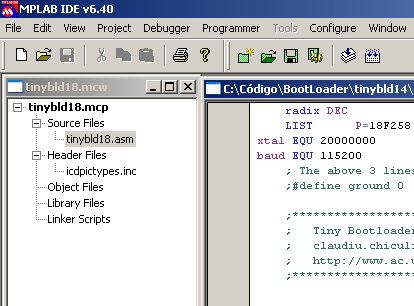 MPLAB IDE v6.40
File Edit View Project Debugger Programmer Tools Configure Window
tinybld18.mcw
tinybld18.mcp
Source Files
tinybld18.asm
Header Files
icdpictypes.inc
Object Files
Library Files
Linker Scripts
C:\Código\BootLoader\tinybld14\
radix DEC
LIST P=18F258
xtal EQU 20000000
baud EQU 115200
; The above 3 lines
;#define ground 0
;******************
; Tiny Bootloader
; claudiu.chicul
; http://www.ac.
;******************